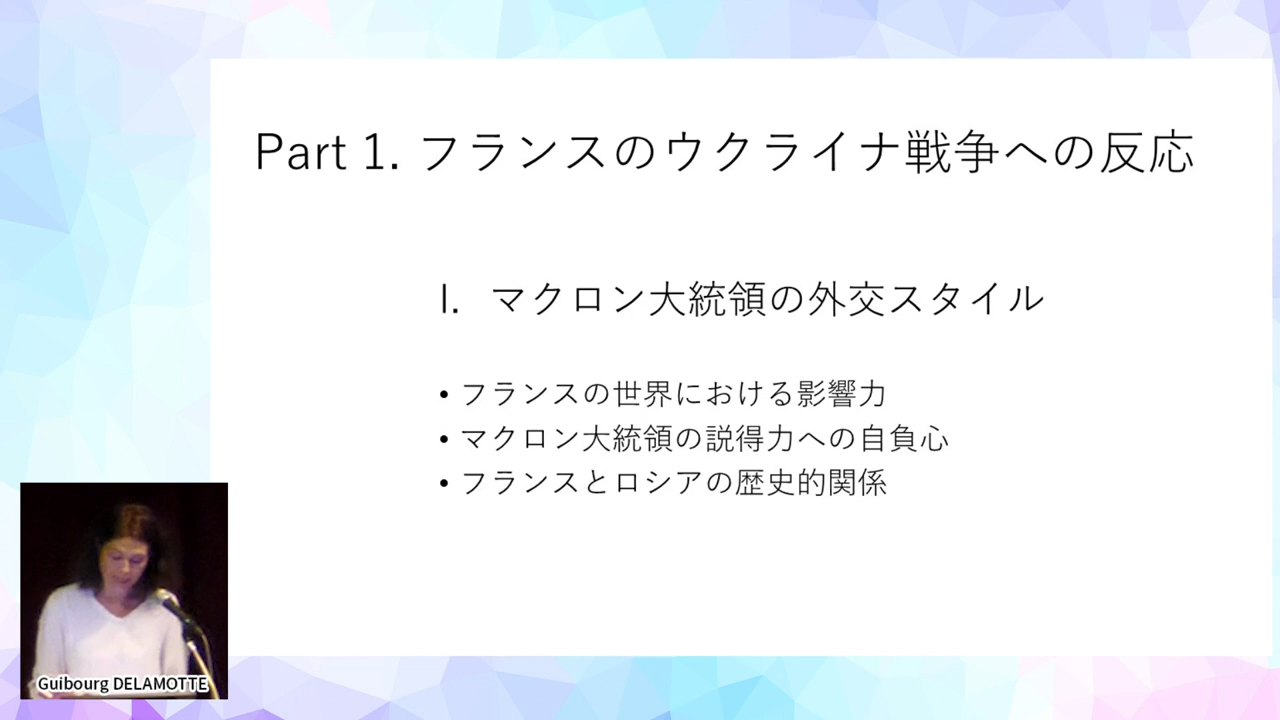 Part 1. フランスのウクライナ戦争への反応
I. マクロン大統領の外交スタイル
• フランスの世界における影響力
• マクロン大統領の説得力への自負心
• フランスとロシアの歴史的関係
Guibourg DELAMOTTE